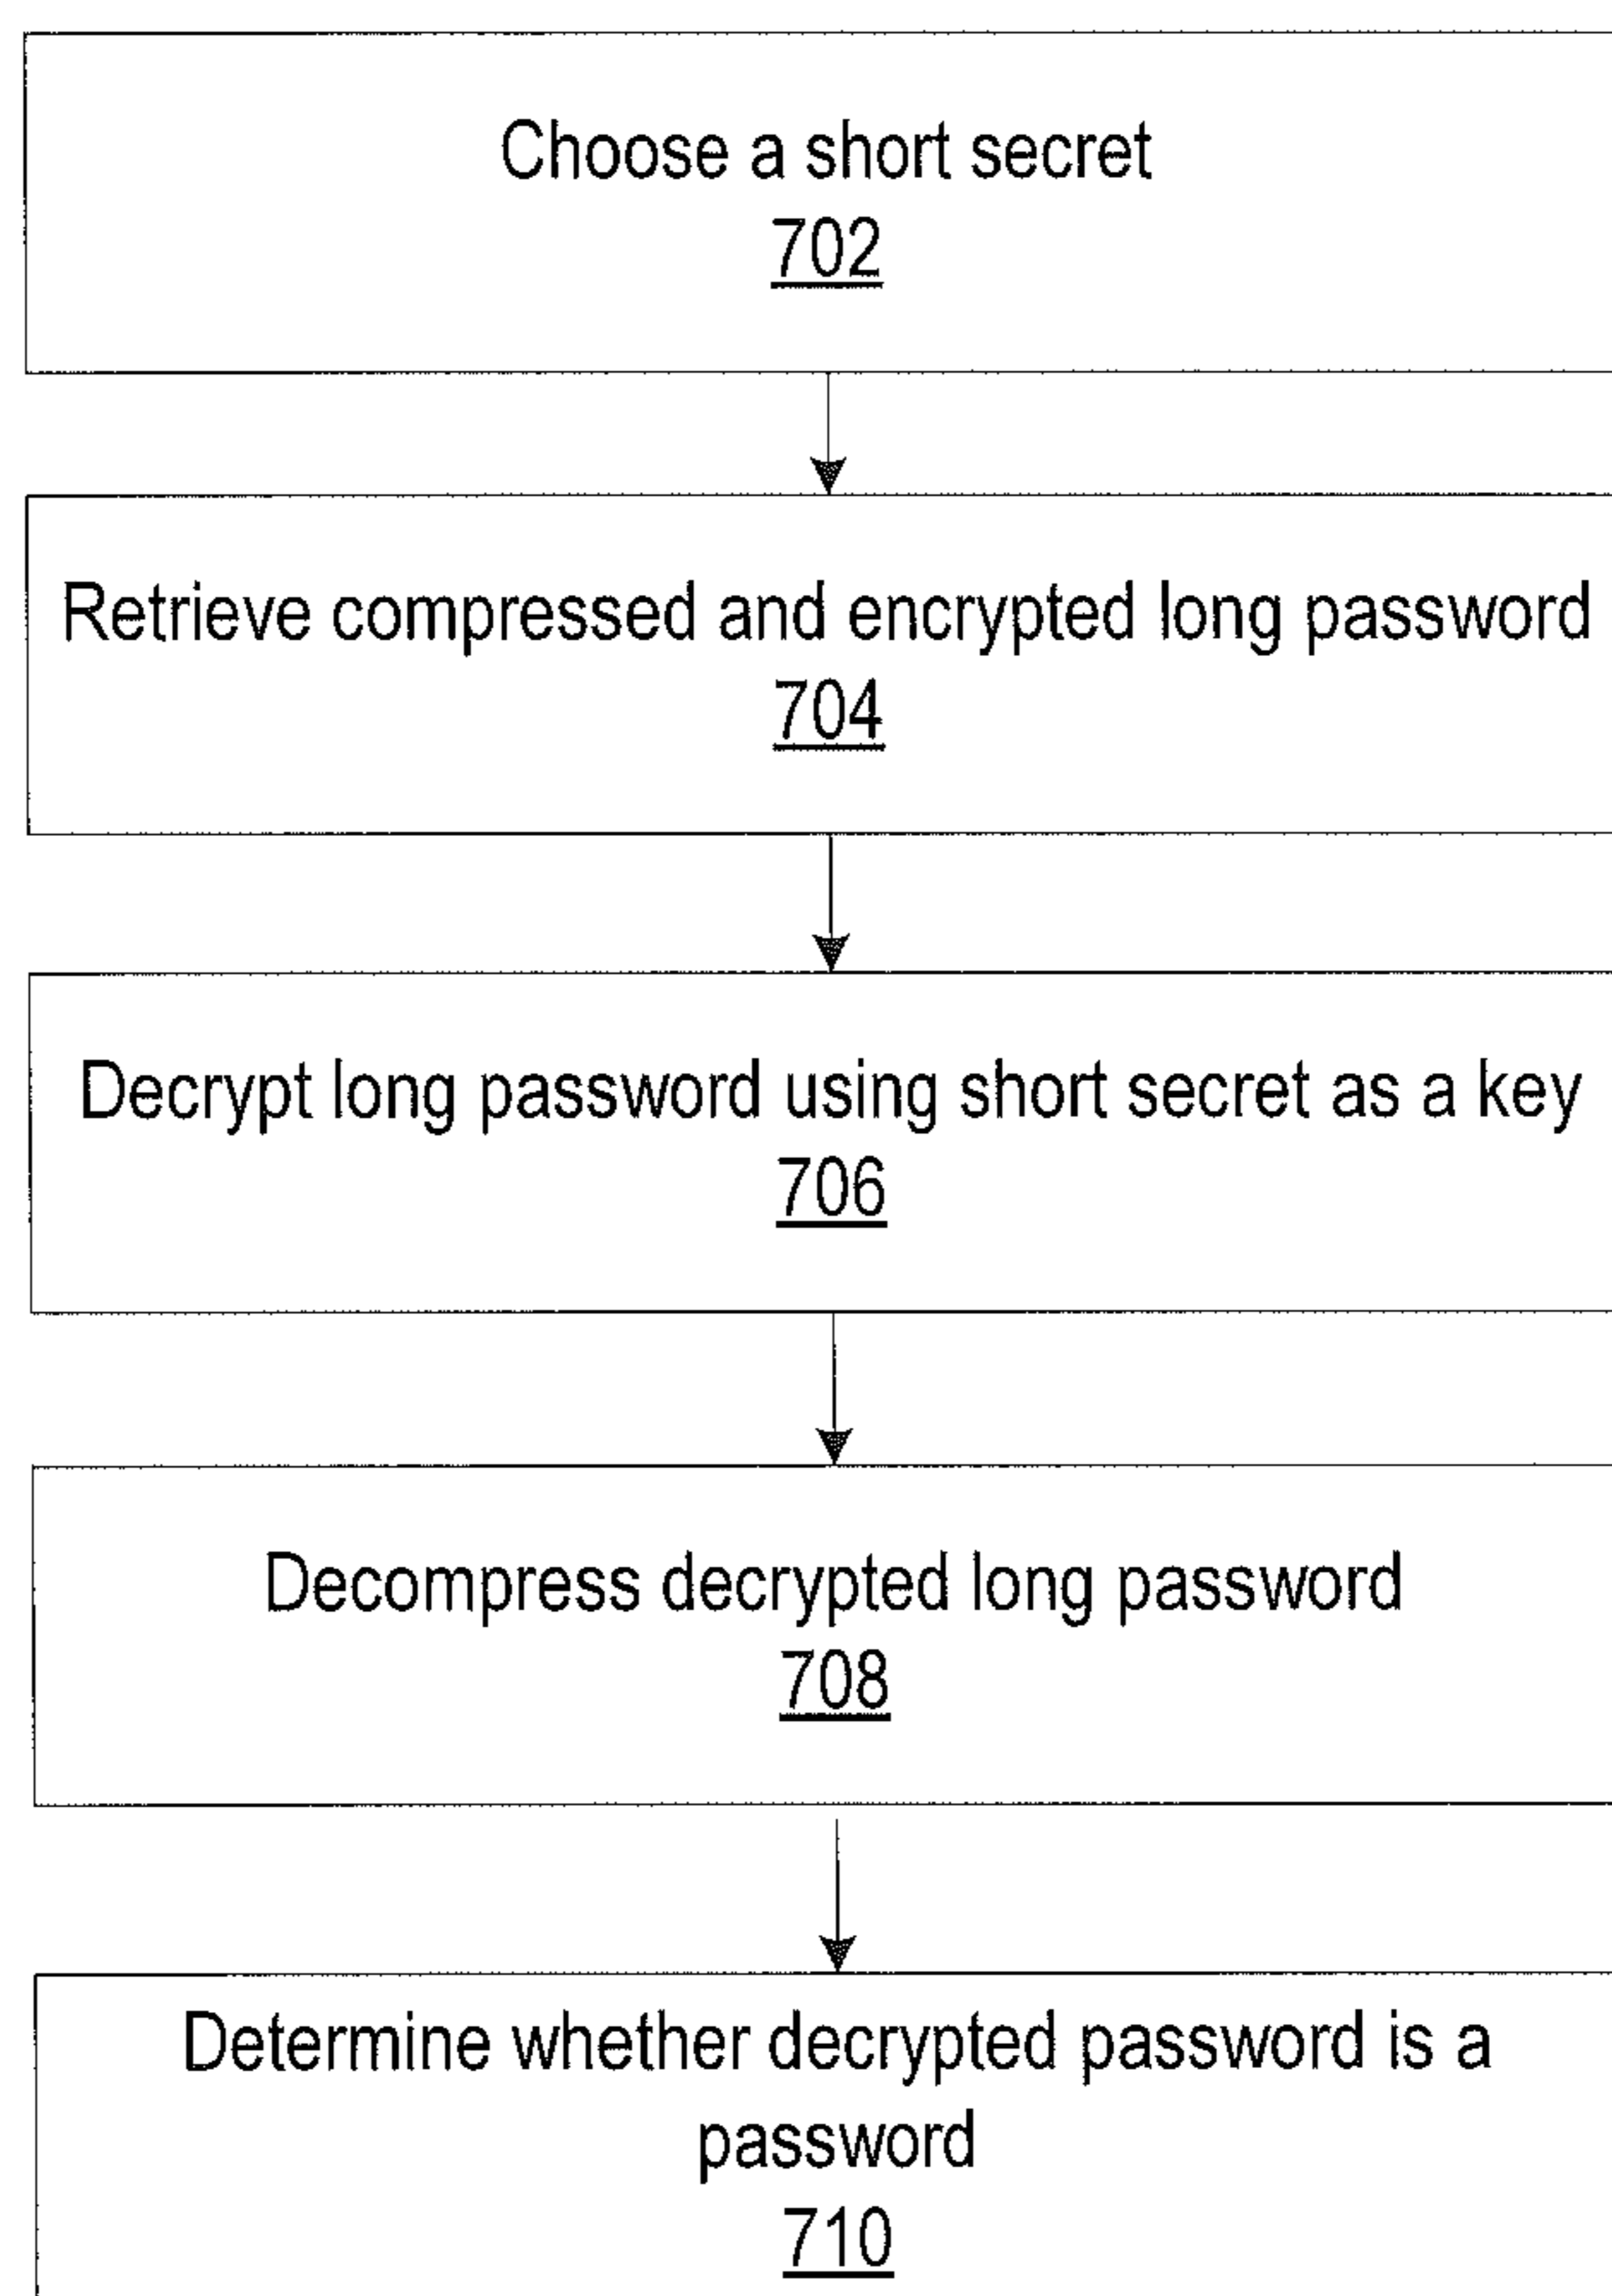 Choose a short secret
702
Retrieve compressed and encrypted long password
704
Decrypt long password using short secret as a key
706
Decompress decrypted long password
708
Determine whether decrypted password is a
password
710